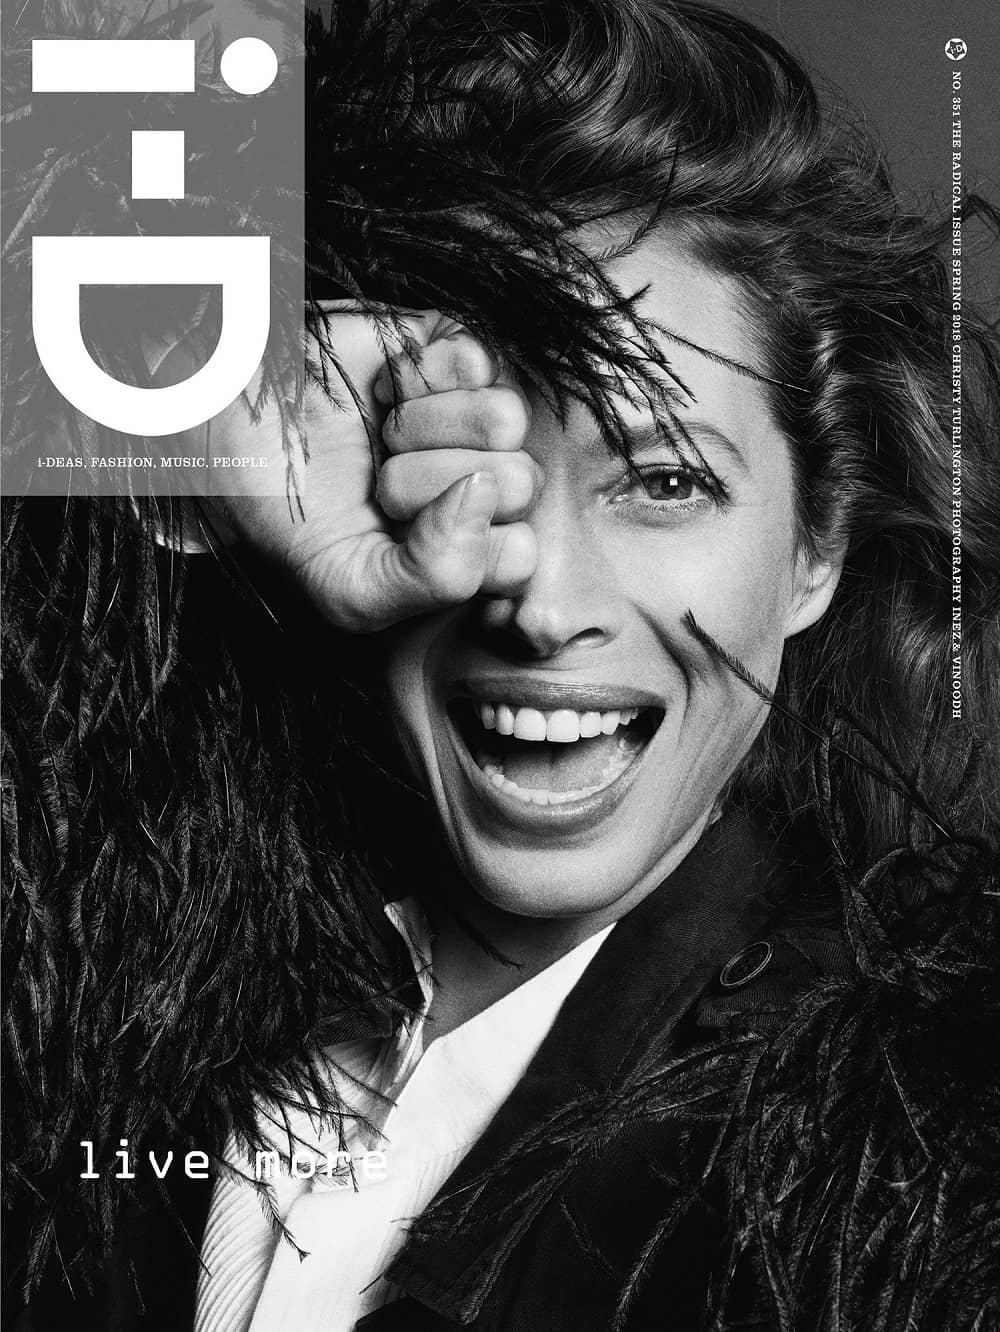 i-D
i-DEAS, FASHION, MUSIC, PEOPLE
i-D NO. 351 THE RADICAL ISSUE SPRING 2018 CHRISTY TURLINGTON PHOTOGRAPHY INEZ & VINOODH
live more